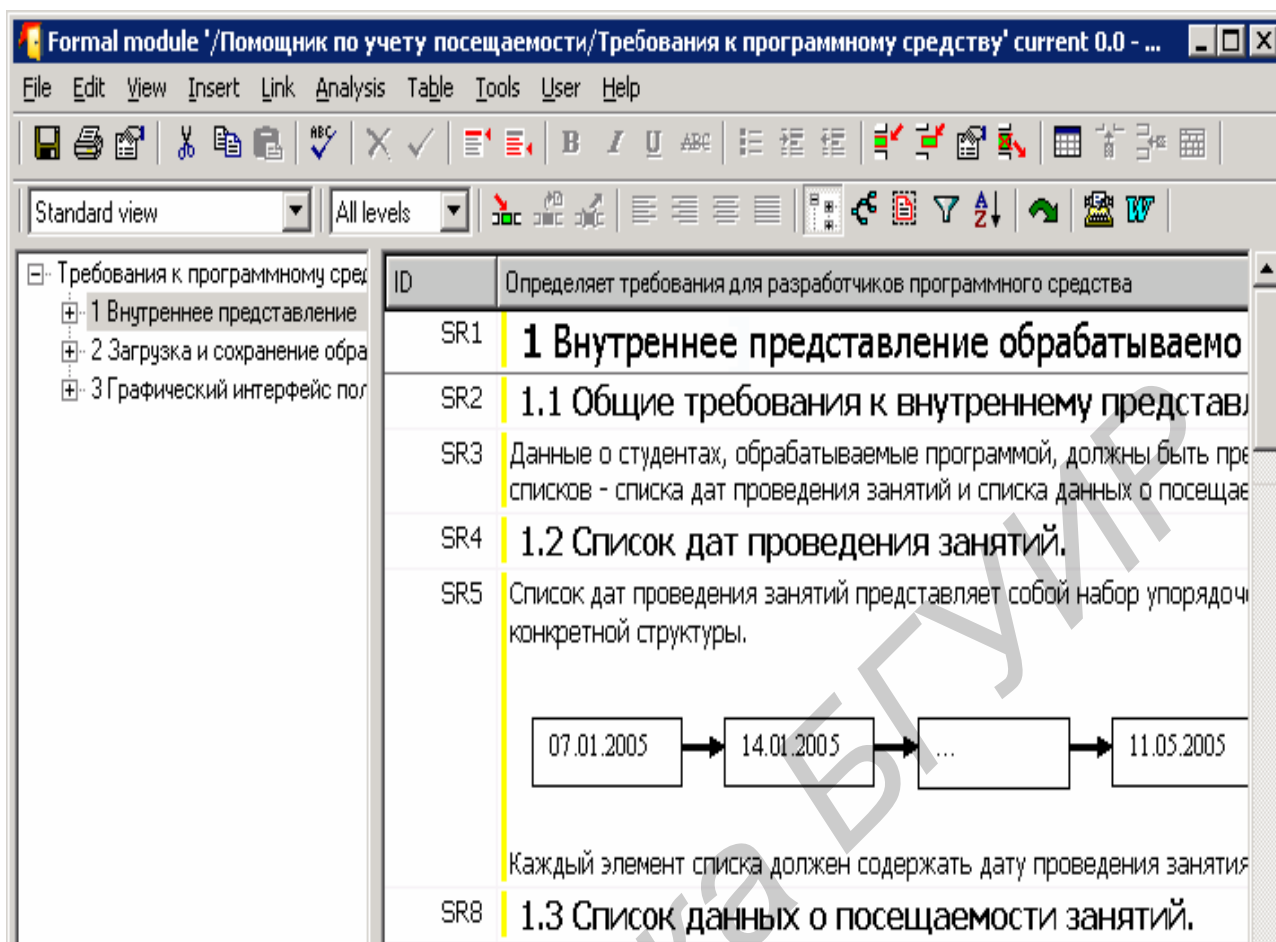 Formal module '/Помощник по учету посещаемости/Требования к программному средству' current 0.0 - ...
File Edit View Insert Link Analysis Table Tools User Help
Standard view All levels
Требования к программному сред
1 Внутреннее представление
2 Загрузка и сохранение обра
3 Графический интерфейс пол
ID Определяет требования для разработчиков программного средства
SR1 1 Внутреннее представление обрабатываемо
SR2 1.1 Общие требования к внутреннему представл
SR3 Данные о студентах, обрабатываемые программой, должны быть пре
списков - списка дат проведения занятий и списка данных о посещае
SR4 1.2 Список дат проведения занятий.
SR5 Список дат проведения занятий представляет собой набор упорядоч
конкретной структуры.
07.01.2005 14.01.2005 ... 11.05.2005
Каждый элемент списка должен содержать дату проведения занятия
SR8 1.3 Список данных о посещаемости занятий.
ка БГУИР